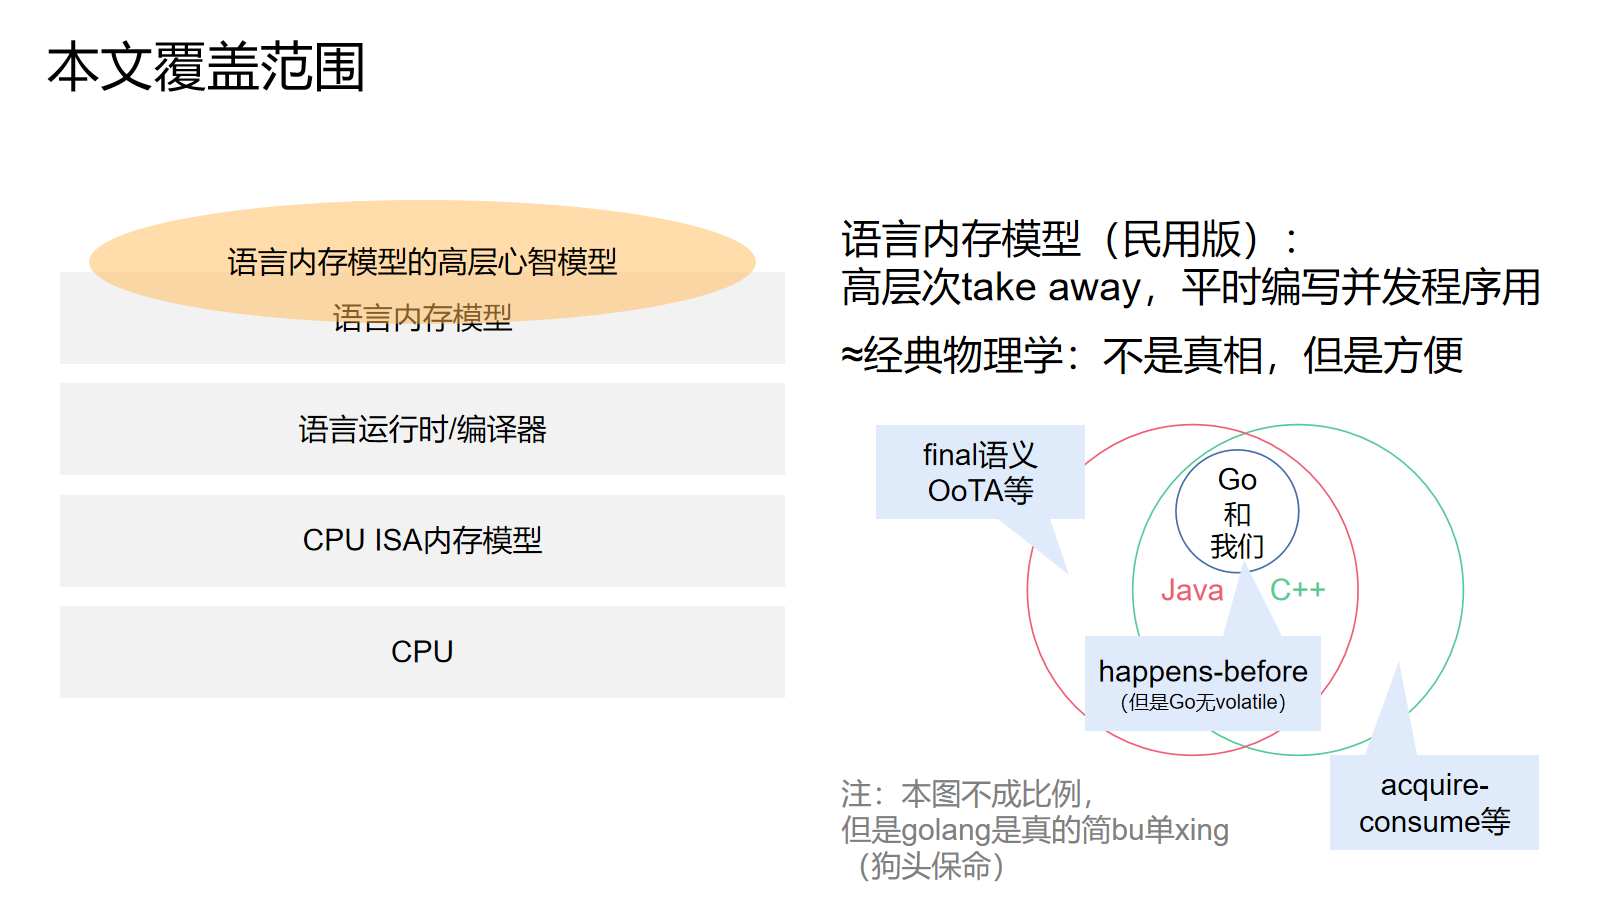 本文覆盖范围
语言内存模型的高层心智模型
语言内存模型
语言运行时/编译器
CPU ISA内存模型
CPU
语言内存模型（民用版）：
高层次take away，平时编写并发程序用
≈经典物理学：不是真相，但是方便
final语义
OoTA等
Go
和
我们
Java
C++
happens-before
（但是Go无volatile）
acquire-
consume等
注：本图不成比例，
但是golang是真的简bu单xing
（狗头保命）